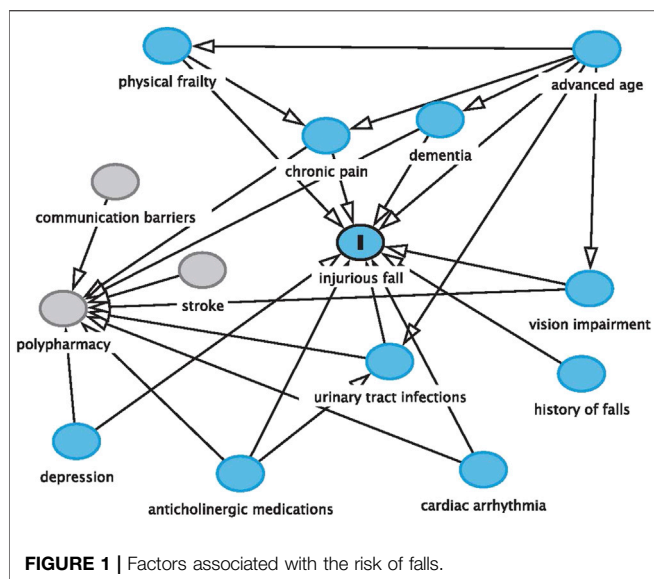 physical frailty
advanced age
dementia
chronic pain
communication barriers
I
injurious fall
stroke
vision impairment
polypharmacy
urinary tract infections
history of falls
depression
anticholinergic medications
cardiac arrhythmia
FIGURE 1 | Factors associated with the risk of falls.